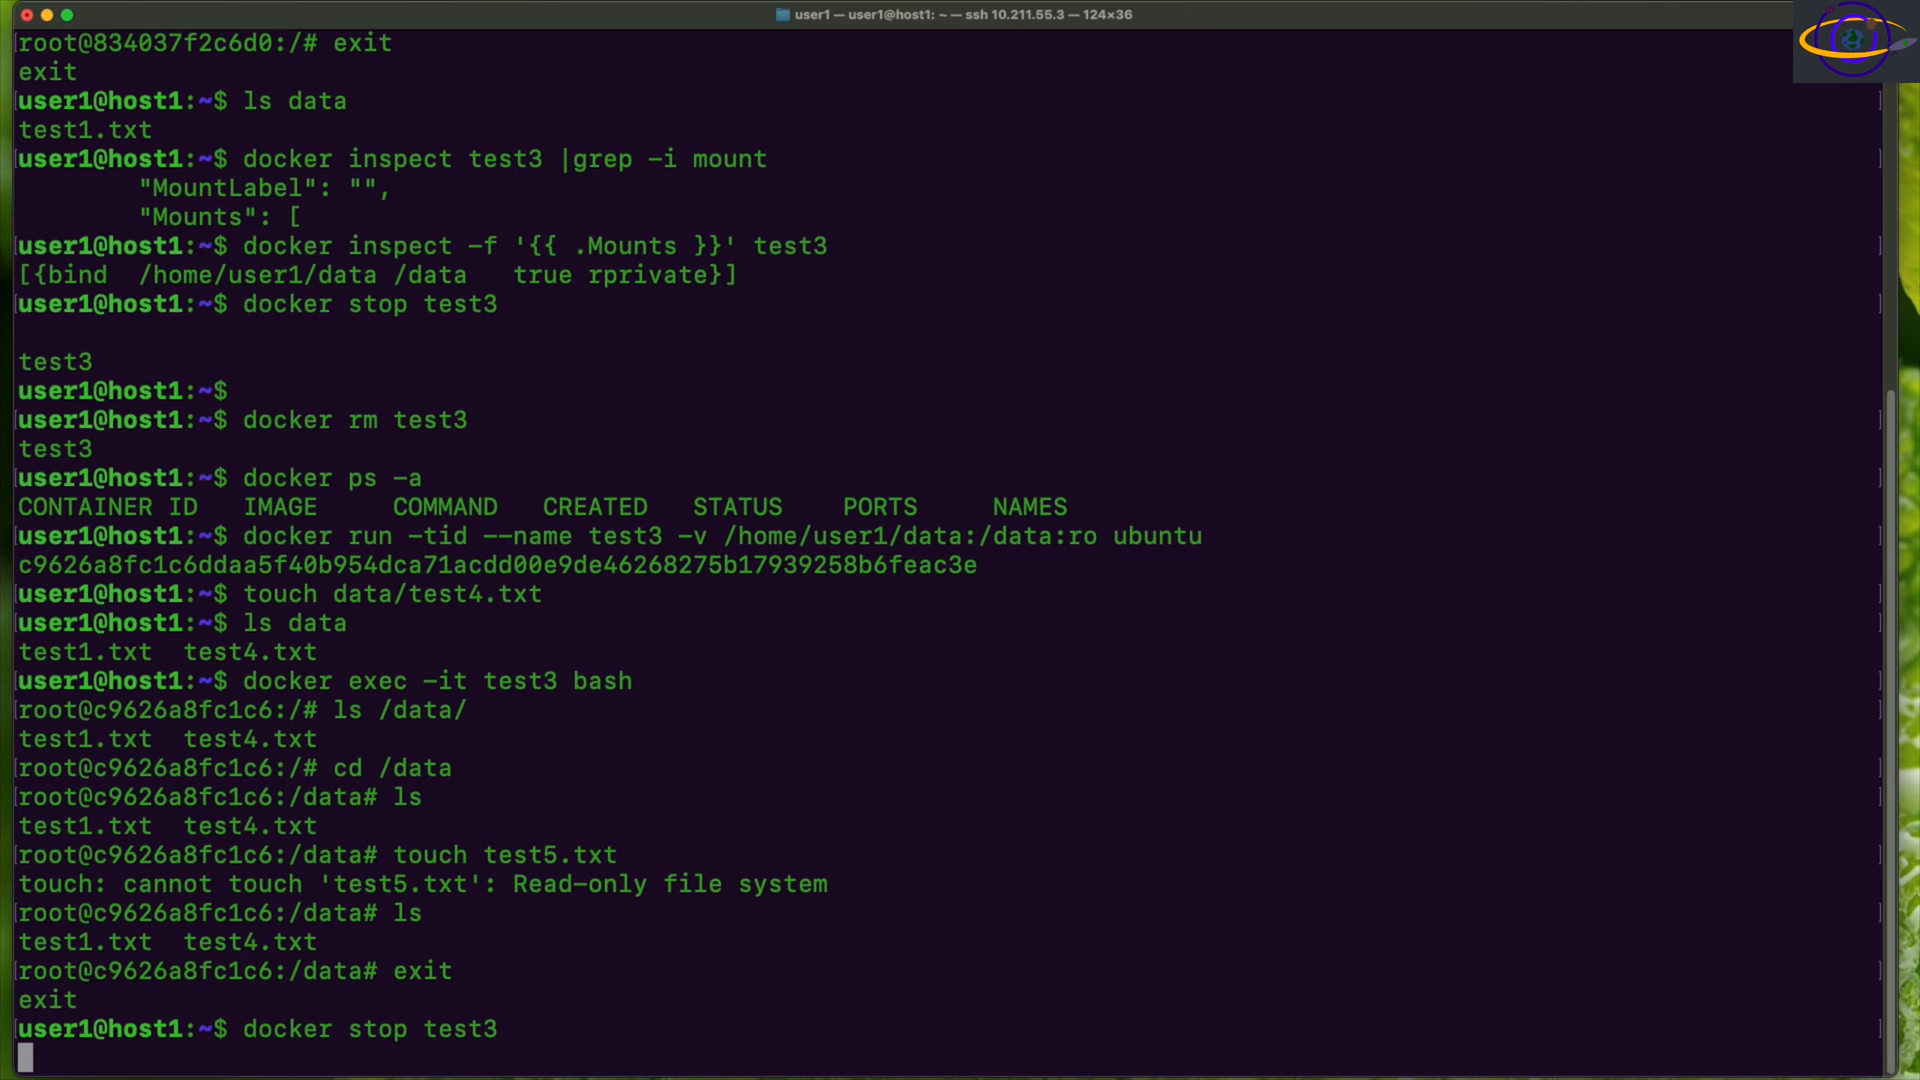 user1 — user1@host1: ~ — ssh 10.211.55.3 — 124×36
[root@834037f2c6d0:/# exit
exit
[user1@host1:~$ ls data ]
test1.txt
[user1@host1:~$ docker inspect test3 |grep -i mount ]
        "MountLabel": "",
        "Mounts": [
[user1@host1:~$ docker inspect -f '{{ .Mounts }}' test3 ]
[{bind  /home/user1/data /data   true rprivate}]
[user1@host1:~$ docker stop test3 ]
test3
user1@host1:~$
[user1@host1:~$ docker rm test3 ]
test3
[user1@host1:~$ docker ps -a ]
CONTAINER ID   IMAGE     COMMAND   CREATED   STATUS    PORTS     NAMES
[user1@host1:~$ docker run -tid --name test3 -v /home/user1/data:/data:ro ubuntu ]
c9626a8fc1c6ddaa5f40b954dca71acdd00e9de46268275b17939258b6feac3e
[user1@host1:~$ touch data/test4.txt ]
[user1@host1:~$ ls data ]
test1.txt  test4.txt
[user1@host1:~$ docker exec -it test3 bash ]
[root@c9626a8fc1c6:/# ls /data/ ]
test1.txt  test4.txt
[root@c9626a8fc1c6:/# cd /data ]
[root@c9626a8fc1c6:/data# ls ]
test1.txt  test4.txt
[root@c9626a8fc1c6:/data# touch test5.txt ]
touch: cannot touch 'test5.txt': Read-only file system
[root@c9626a8fc1c6:/data# ls ]
test1.txt  test4.txt
[root@c9626a8fc1c6:/data# exit ]
exit
[user1@host1:~$ docker stop test3 ]